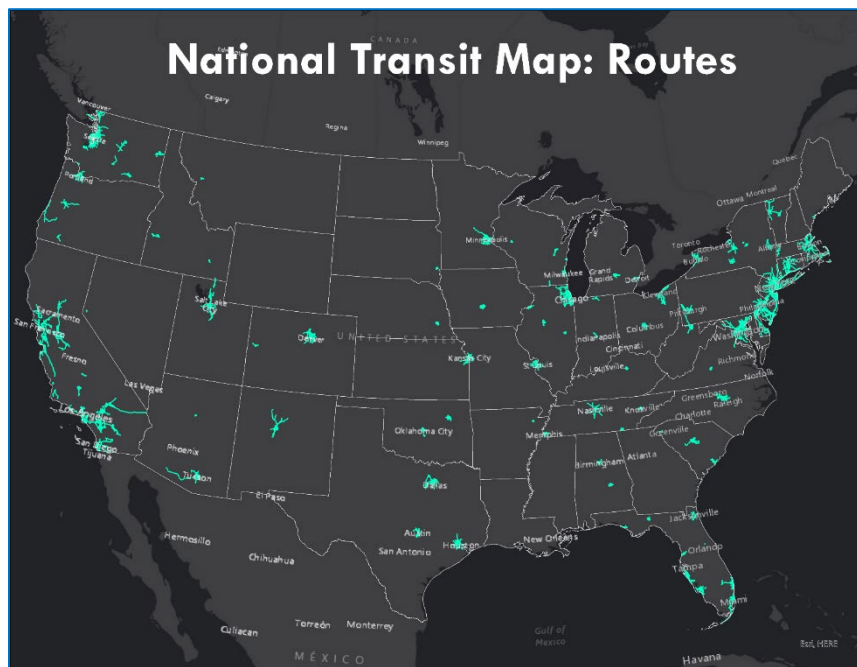 National Transit Map: Routes
CANADA
Calgary
Vancouver
Regina
Winnipeg
Quebec
Seattle
Ottawa
Montreal
Portland
Minneapolis
Toronto
Rochester
Albany
Boston
Buffalo
Milwaukee
Grand
Rapids
Detroit
Chicago
Cleveland
Salt Lake
City
Pittsburgh
Philadelphia
Sacramento
San Francisco
Denver
UNITED STATES
Indianapolis
Columbus
Washington
Cincinnati
Kansas City
St Louis
Louisville
Richmond
Fresno
Las Vegas
Norfolk
Nashville
Knoxville
Greensboro
Raleigh
Los Angeles
Oklahoma City
Memphis
Charlotte
Greenville
Phoenix
San Diego
Tijuana
Birmingham
Atlanta
Tucson
Dallas
El Paso
Jacksonville
Austin
Houston
New Orleans
Hermosillo
San Antonio
Orlando
Chihuahua
Tampa
Miami
Torreón
Monterrey
Culiacan
Gulf of
Mexico
Esri, HERE
MÉXICO
Havana